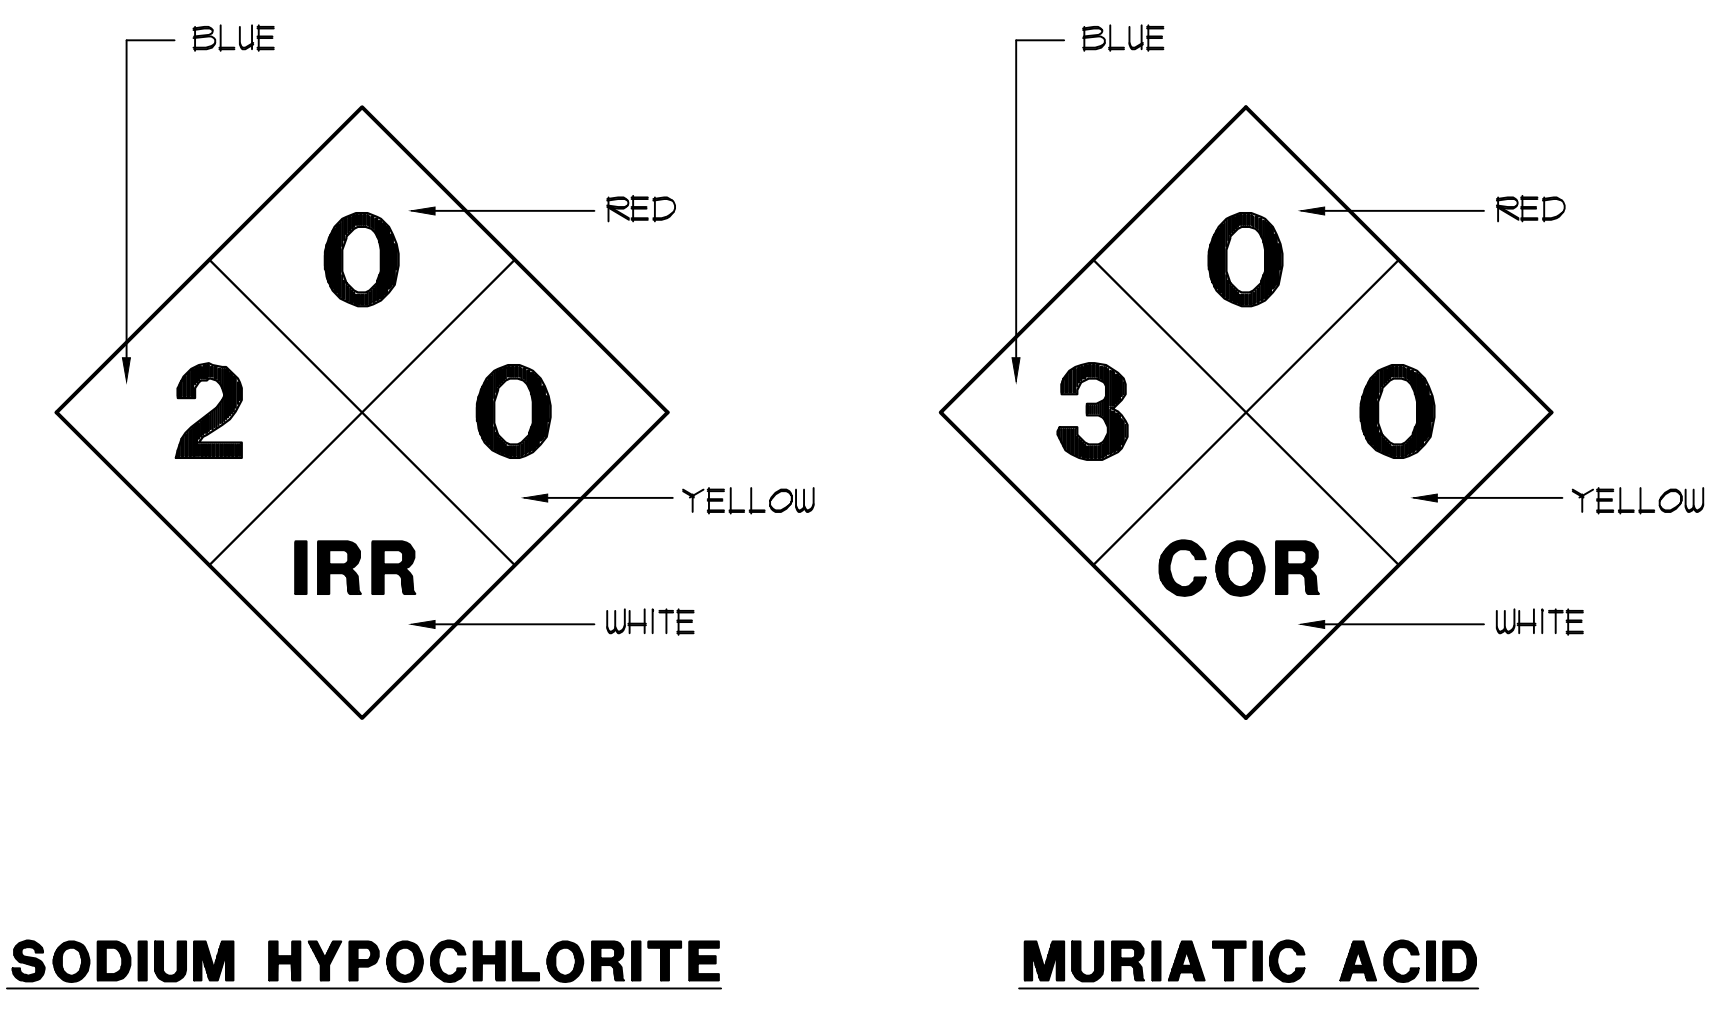 BLUE
RED
0
2
0
YELLOW
IRR
WHITE
SODIUM HYPOCHLORITE
BLUE
RED
0
3
0
YELLOW
COR
WHITE
MURIATIC ACID